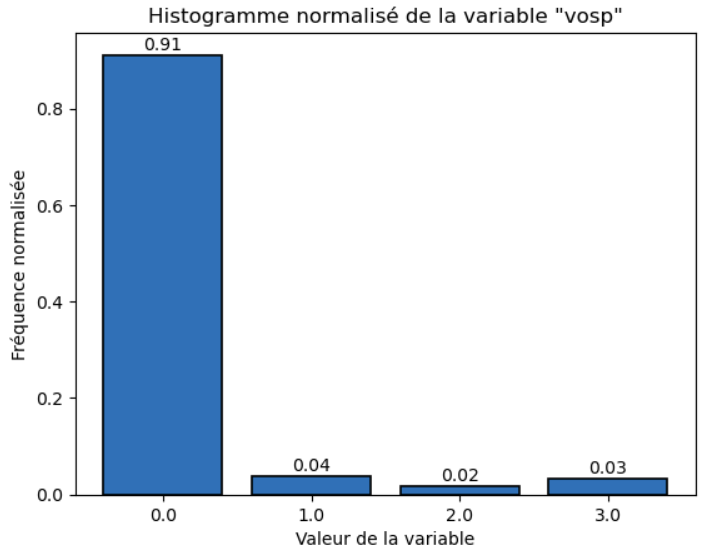 Histogramme normalisé de la variable "vosp"
0.91
0.04
0.02
0.03
Fréquence normalisée
0.8
0.6
0.4
0.2
0.0
0.0 1.0 2.0 3.0
Valeur de la variable